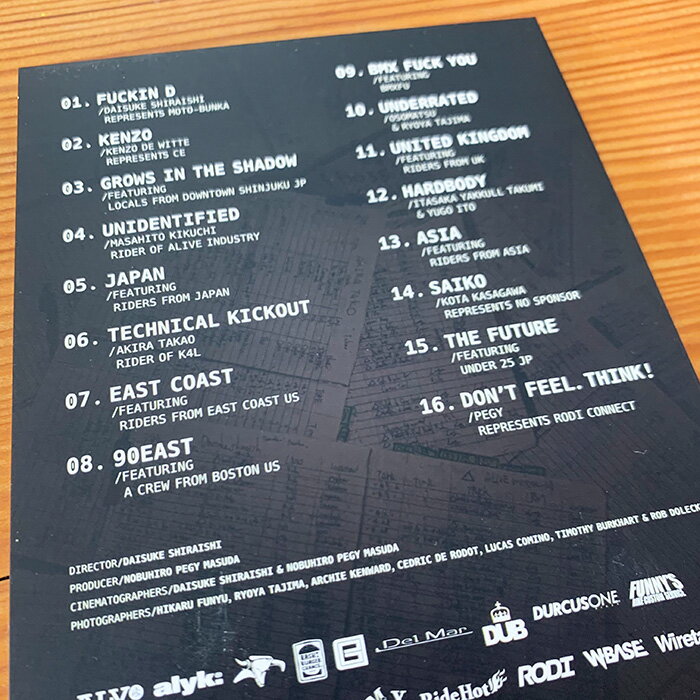 01. FUCKIN D
/DAISUKE SHIRAISHI
REPRESENTS MOTO-BUNKA
02. KENZO
/KENZO DE WITTE
REPRESENTS CE
03. GROWS IN THE SHADOW
/FEATURING
LOCALS FROM DOWNTOWN SHINJUKU JP
04. UNIDENTIFIED
/MASAHITO KIKUCHI
RIDER OF ALIVE INDUSTRY
05. JAPAN
/FEATURING
RIDERS FROM JAPAN
06. TECHNICAL KICKOUT
/AKIRA TAKAO
RIDER OF K4L
07. EAST COAST
/FEATURING
RIDERS FROM EAST COAST US
08. 90EAST
/FEATURING
A CREW FROM BOSTON US
09. BMX FUCK YOU
/FEATURING
BMXFU
10. UNDERRATED
/OSOMATSU
& RYOYA TAJIMA
11. UNITED KINGDOM
/FEATURING
RIDERS FROM UK
12. HARDBODY
/ITASAKA YAKKULL TAKUMI
& YUGO ITO
13. ASIA
/FEATURING
RIDERS FROM ASIA
14. SAIKO
/KOTA KASAGAWA
REPRESENTS NO SPONSOR
15. THE FUTURE
/FEATURING
UNDER 25 JP
16. DON'T FEEL.THINK!
/PEGY
REPRESENTS RODI CONNECT
DIRECTOR/DAISUKE SHIRAISHI
PRODUCER/NOBUHIRO PEGY MASUDA
CINEMATOGRAPHERS/DAISUKE SHIRAISHI & NOBUHIRO PEGY MASUDA
PHOTOGRAPHERS/HIKARU FUNYU, RYOYA TAJIMA, ARCHIE KENWARD, CEDRIC DE RODOT, LUCAS COMINO, TIMOTHY BURKHART & ROB DOLECK
alyk: Del Mar DUB DURCUSONE FUNNY'S
RideHot RODI W-BASE Wiret